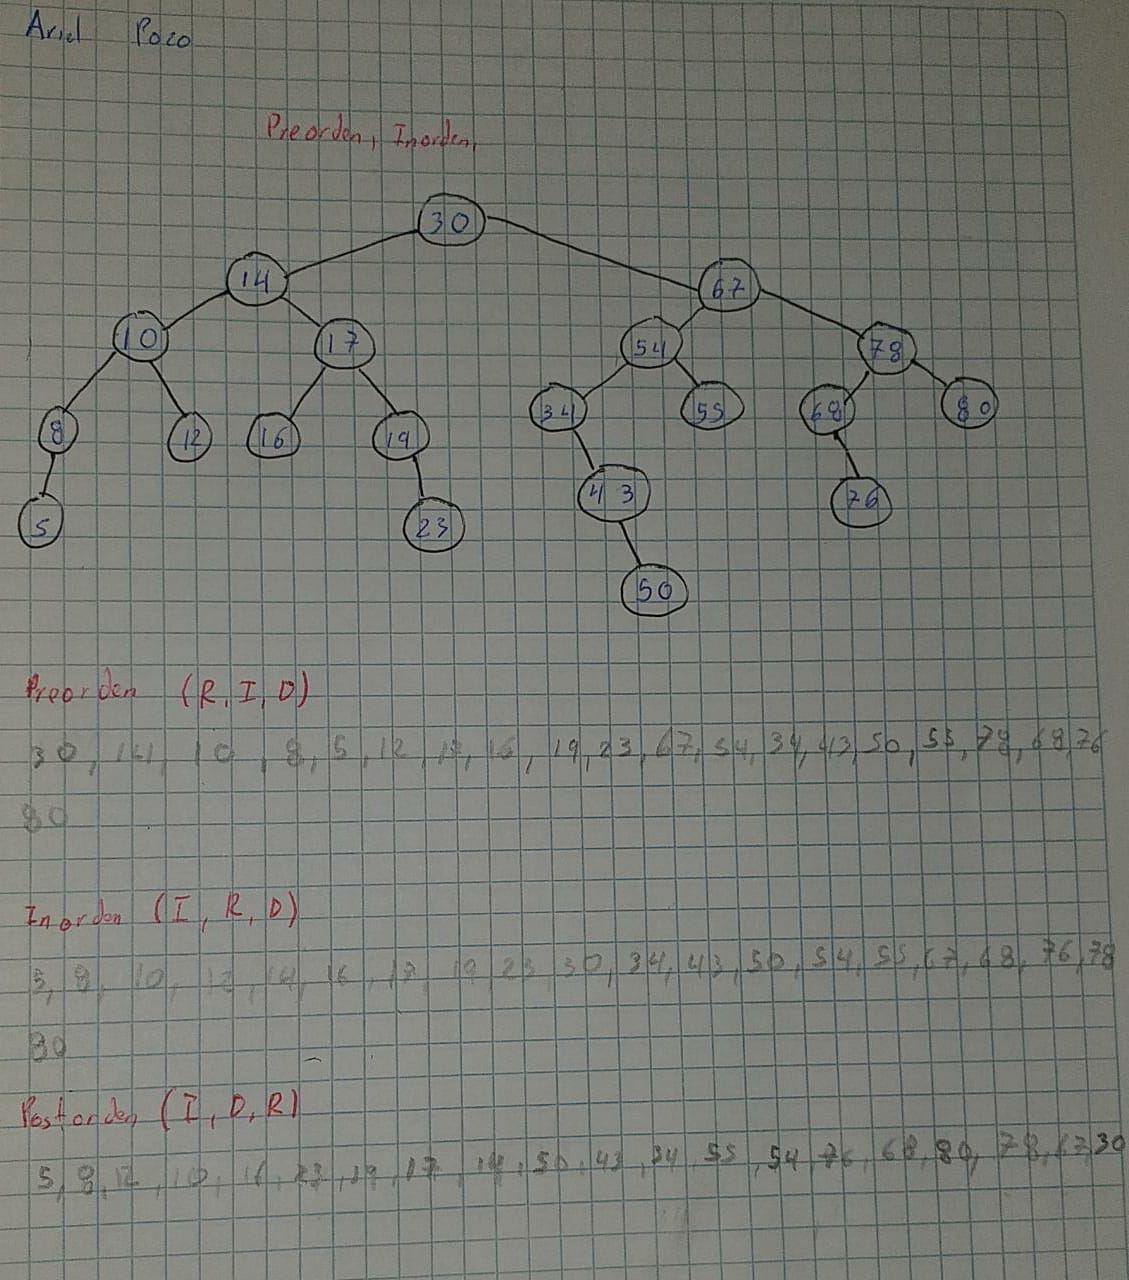 Ariel Poco
Preorden, Inorden,
30
14 67
10 17 54 78
8 12 16 19 34 55 68 80
5 23 43 76
50
Preorden (R, I, D)
30, 14, 10, 8, 5, 12, 17, 16, 19, 23, 67, 54, 34, 43, 50, 55, 78, 68, 76
80
Inorden (I, R, D)
5, 8, 10, 12, 14, 16, 17, 19, 23, 30, 34, 43, 50, 54, 55, 67, 68, 76, 78
80
Postorden (I, D, R)
5, 8, 12, 10, 16, 23, 19, 17, 14, 50, 43, 34, 55, 54, 76, 68, 80, 78, 67, 30